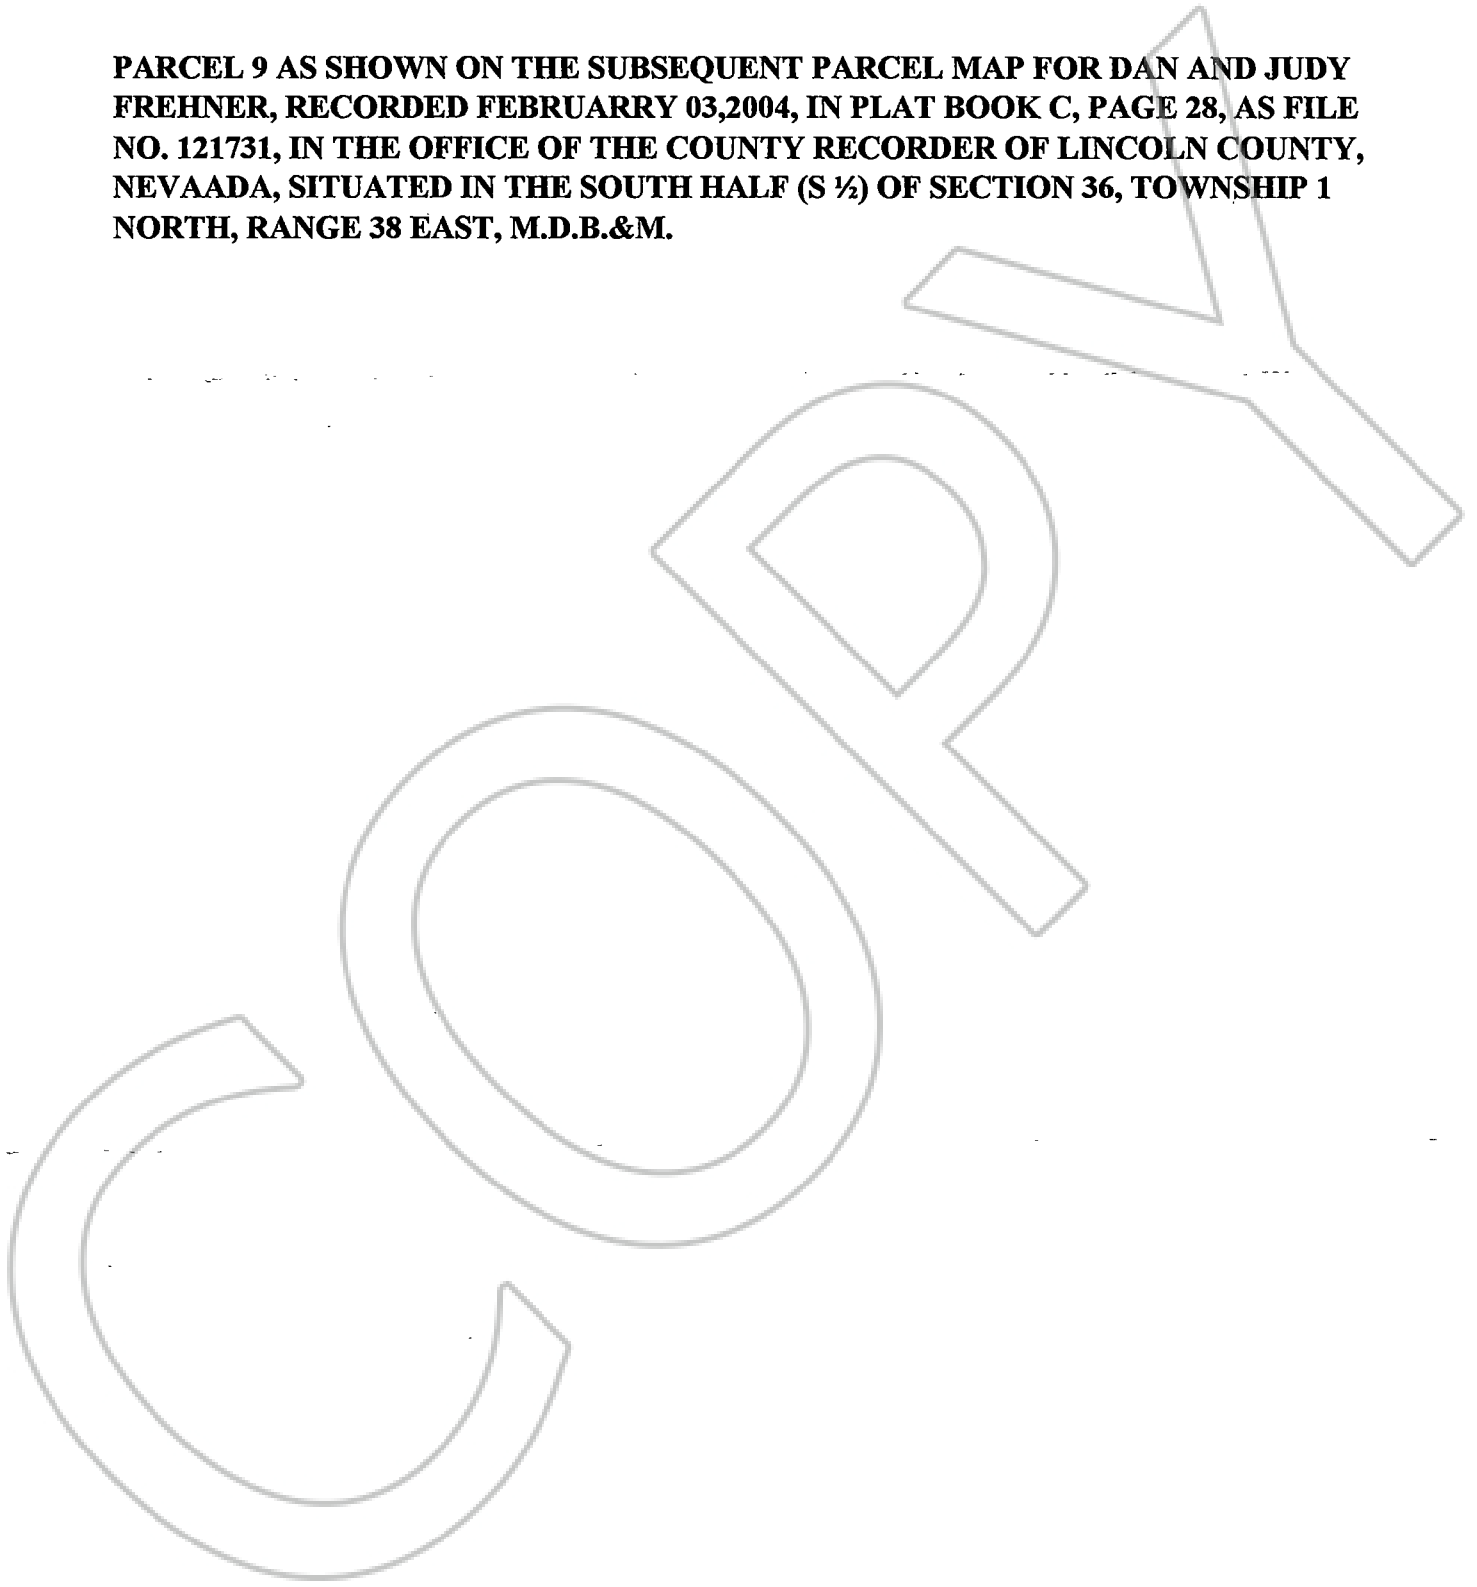 PARCEL 9 AS SHOWN ON THE SUBSEQUENT PARCEL MAP FOR DAN AND JUDY
FREHNER, RECORDED FEBRUARRY 03,2004, IN PLAT BOOK C, PAGE 28, AS FILE
NO. 121731, IN THE OFFICE OF THE COUNTY RECORDER OF LINCOLN COUNTY,
NEVAADA, SITUATED IN THE SOUTH HALF (S ½) OF SECTION 36, TOWNSHIP 1
NORTH, RANGE 38 EAST, M.D.B.&M.
COPY